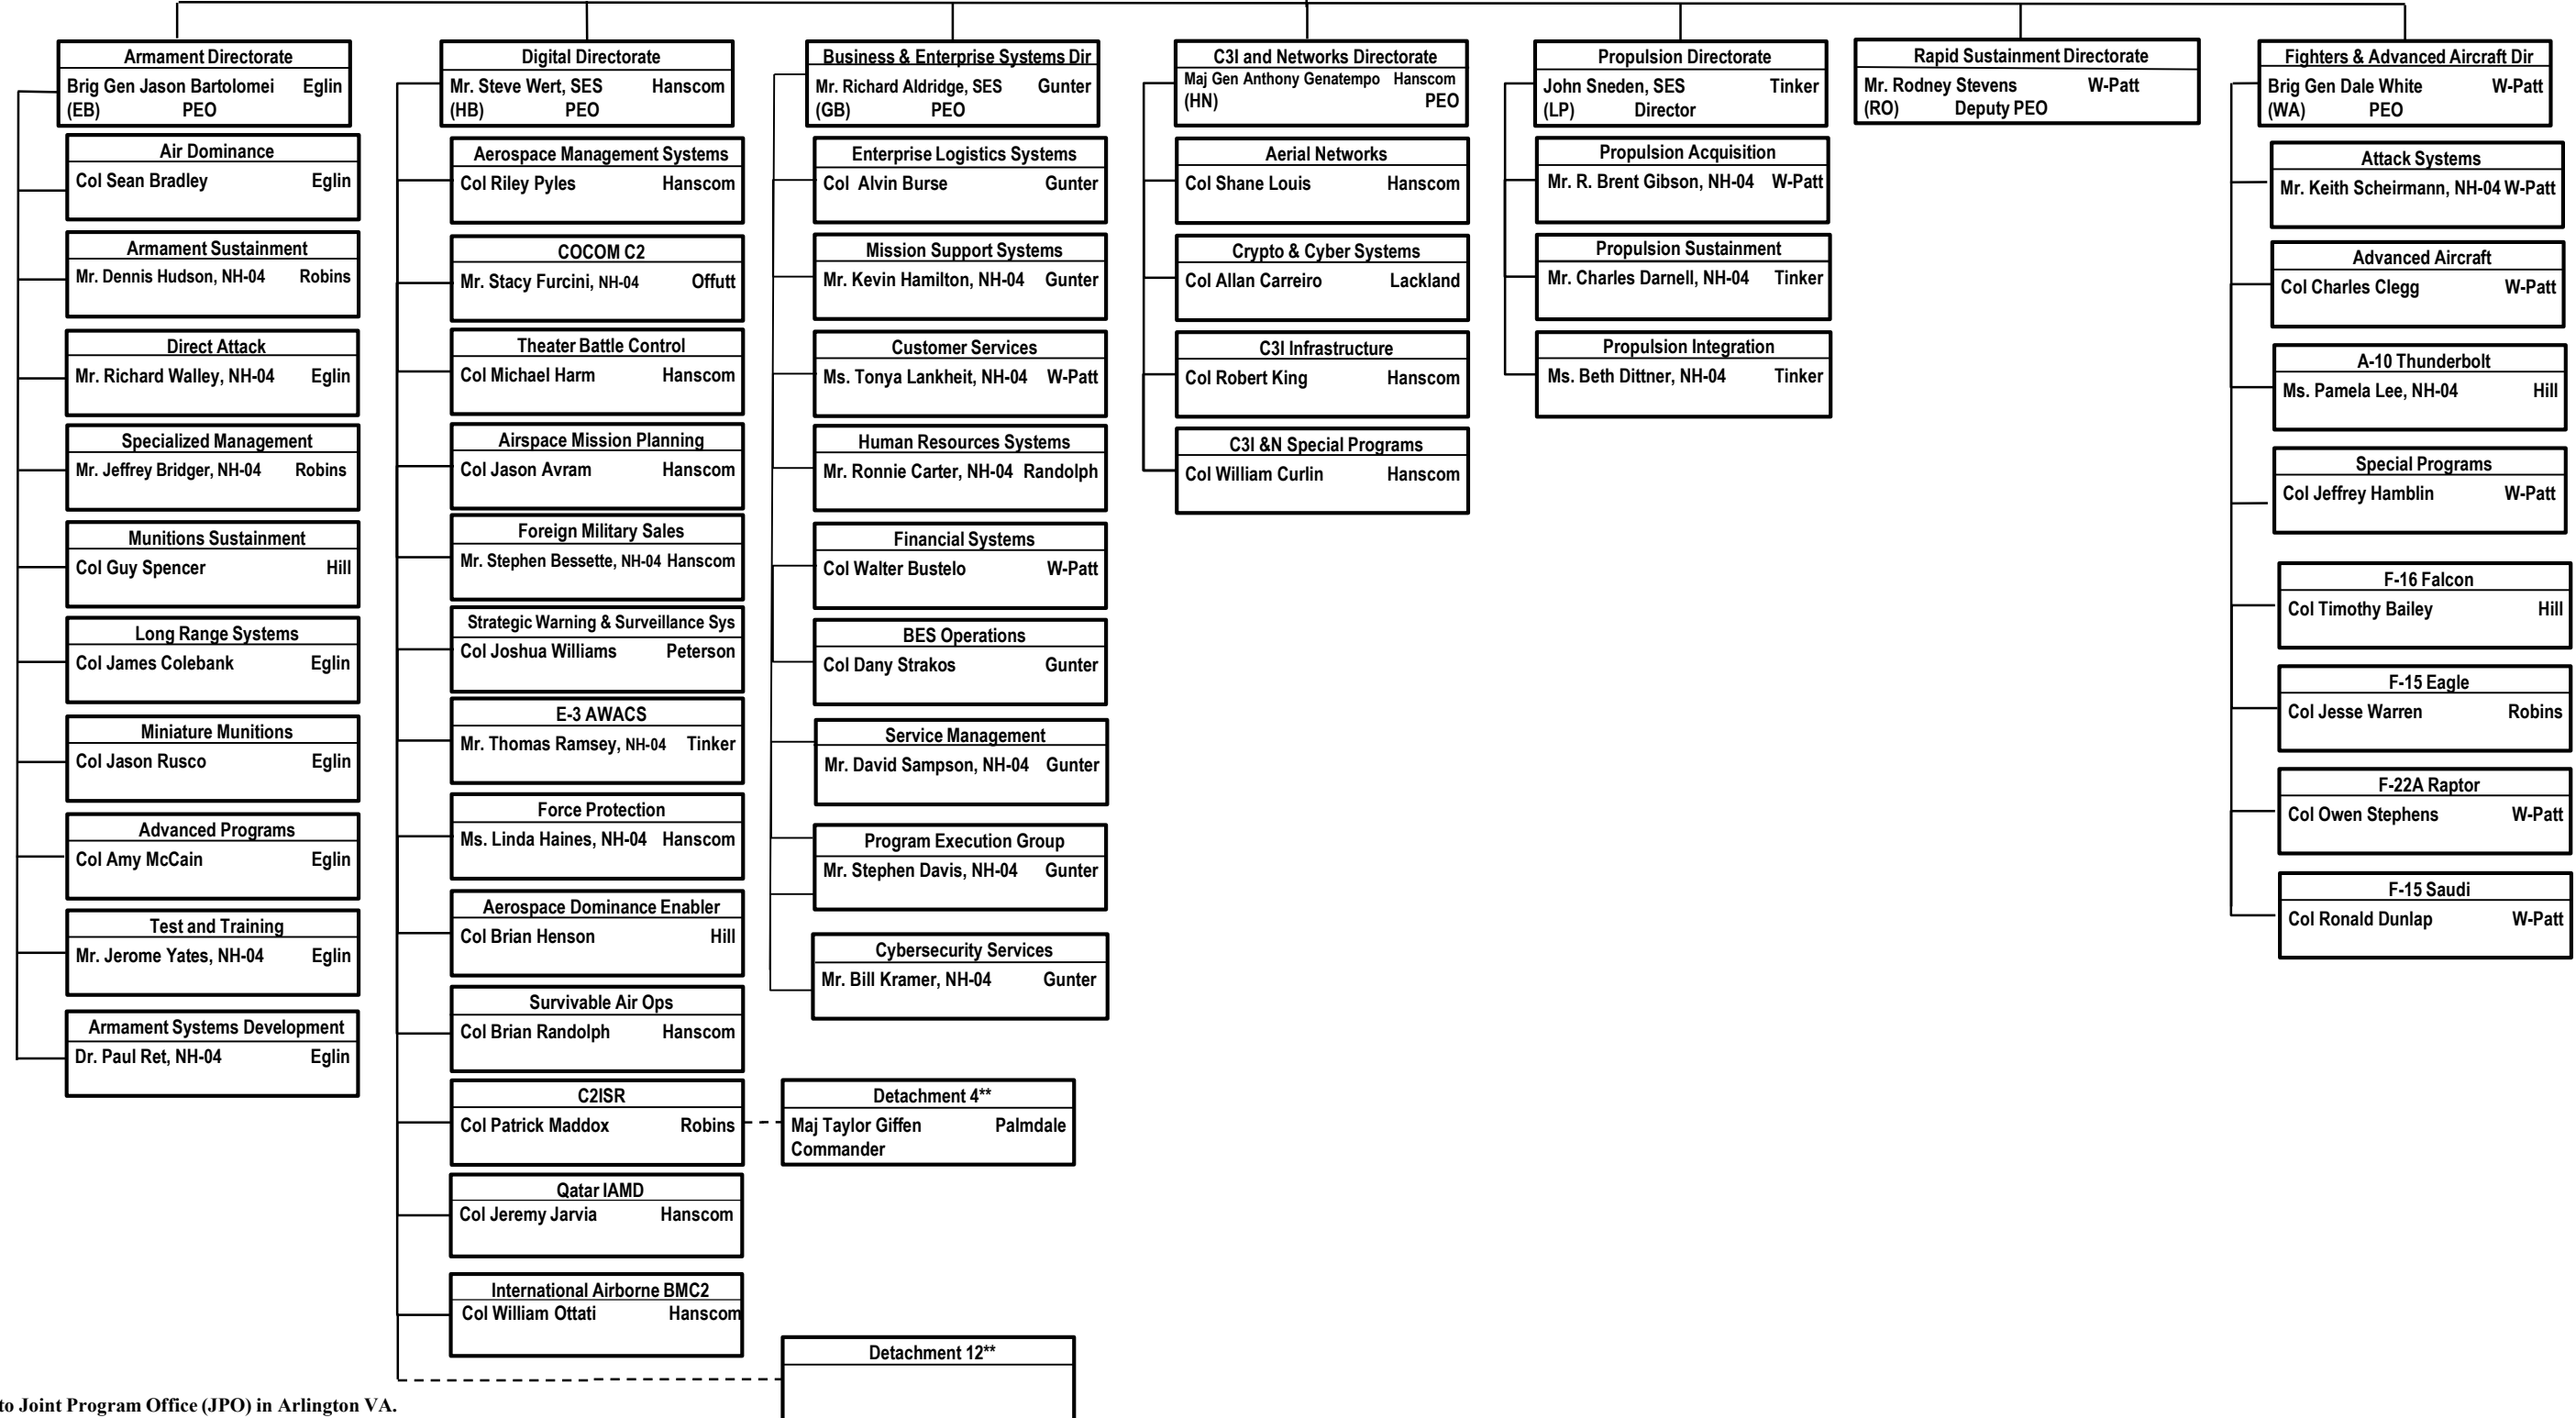 Armament Directorate
Brig Gen Jason Bartolomei Eglin
(EB) PEO
Air Dominance
Col Sean Bradley Eglin
Armament Sustainment
Mr. Dennis Hudson, NH-04 Robins
Direct Attack
Mr. Richard Walley, NH-04 Eglin
Specialized Management
Mr. Jeffrey Bridger, NH-04 Robins
Munitions Sustainment
Col Guy Spencer Hill
Long Range Systems
Col James Colebank Eglin
Miniature Munitions
Col Jason Rusco Eglin
Advanced Programs
Col Amy McCain Eglin
Test and Training
Mr. Jerome Yates, NH-04 Eglin
Armament Systems Development
Dr. Paul Ret, NH-04 Eglin
Digital Directorate
Mr. Steve Wert, SES Hanscom
(HB) PEO
Aerospace Management Systems
Col Riley Pyles Hanscom
COCOM C2
Mr. Stacy Furcini, NH-04 Offutt
Theater Battle Control
Col Michael Harm Hanscom
Airspace Mission Planning
Col Jason Avram Hanscom
Foreign Military Sales
Mr. Stephen Bessette, NH-04 Hanscom
Strategic Warning & Surveillance Sys
Col Joshua Williams Peterson
E-3 AWACS
Mr. Thomas Ramsey, NH-04 Tinker
Force Protection
Ms. Linda Haines, NH-04 Hanscom
Aerospace Dominance Enabler
Col Brian Henson Hill
Survivable Air Ops
Col Brian Randolph Hanscom
C2ISR
Col Patrick Maddox Robins
Detachment 4**
Maj Taylor Giffen Palmdale
Commander
Qatar IAMD
Col Jeremy Jarvia Hanscom
International Airborne BMC2
Col William Ottati Hanscom
Detachment 12**
Business & Enterprise Systems Dir
Mr. Richard Aldridge, SES Gunter
(GB) PEO
Enterprise Logistics Systems
Col Alvin Burse Gunter
Mission Support Systems
Mr. Kevin Hamilton, NH-04 Gunter
Customer Services
Ms. Tonya Lankheit, NH-04 W-Patt
Human Resources Systems
Mr. Ronnie Carter, NH-04 Randolph
Financial Systems
Col Walter Bustelo W-Patt
BES Operations
Col Dany Strakos Gunter
Service Management
Mr. David Sampson, NH-04 Gunter
Program Execution Group
Mr. Stephen Davis, NH-04 Gunter
Cybersecurity Services
Mr. Bill Kramer, NH-04 Gunter
C3I and Networks Directorate
Maj Gen Anthony Genatempo Hanscom
(HN) PEO
Aerial Networks
Col Shane Louis Hanscom
Crypto & Cyber Systems
Col Allan Carreiro Lackland
C3I Infrastructure
Col Robert King Hanscom
C3I &N Special Programs
Col William Curlin Hanscom
Propulsion Directorate
John Sneden, SES Tinker
(LP) Director
Propulsion Acquisition
Mr. R. Brent Gibson, NH-04 W-Patt
Propulsion Sustainment
Mr. Charles Darnell, NH-04 Tinker
Propulsion Integration
Ms. Beth Dittner, NH-04 Tinker
Rapid Sustainment Directorate
Mr. Rodney Stevens W-Patt
(RO) Deputy PEO
Fighters & Advanced Aircraft Dir
Brig Gen Dale White W-Patt
(WA) PEO
Attack Systems
Mr. Keith Scheirmann, NH-04 W-Patt
Advanced Aircraft
Col Charles Clegg W-Patt
A-10 Thunderbolt
Ms. Pamela Lee, NH-04 Hill
Special Programs
Col Jeffrey Hamblin W-Patt
F-16 Falcon
Col Timothy Bailey Hill
F-15 Eagle
Col Jesse Warren Robins
F-22A Raptor
Col Owen Stephens W-Patt
F-15 Saudi
Col Ronald Dunlap W-Patt
to Joint Program Office (JPO) in Arlington VA.